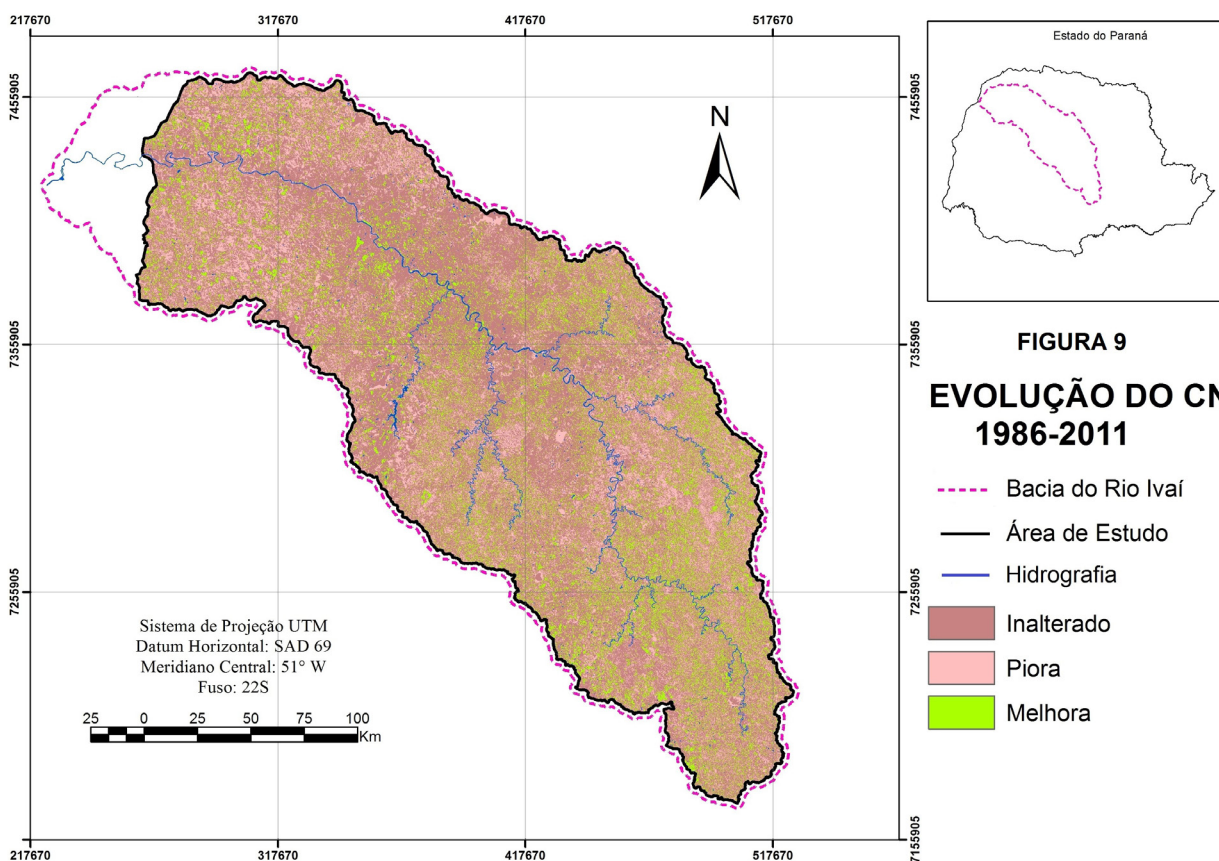 217670 317670 417670 517670
Estado do Paraná
7455905 7455905
N
7355905 7355905
FIGURA 9
EVOLUÇÃO DO CN
1986-2011
Bacia do Rio Ivaí
Área de Estudo
Hidrografia
Inalterado
Piora
Melhora
7255905 7255905
Sistema de Projeção UTM
Datum Horizontal: SAD 69
Meridiano Central: 51° W
Fuso: 22S
25 0 25 50 75 100
Km
7155905
217670 317670 417670 517670